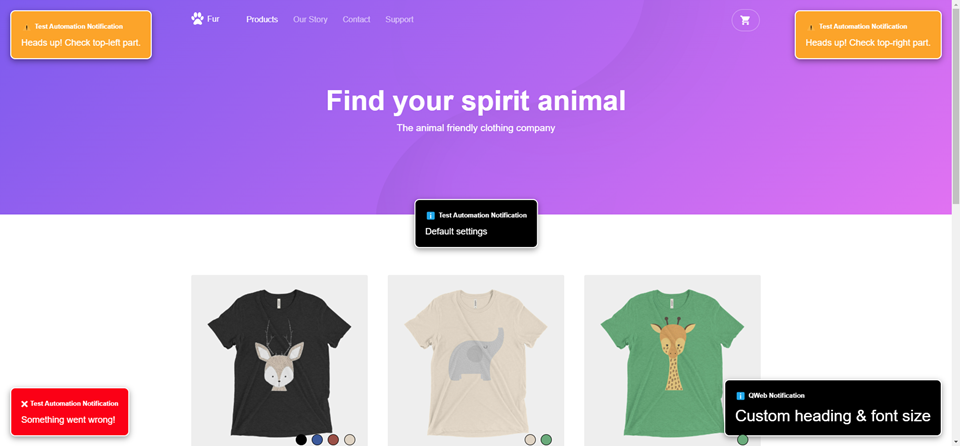 Test Automation Notification
Heads up! Check top-left part.
Fur
Products
Our Story
Contact
Support
Test Automation Notification
Heads up! Check top-right part.
Find your spirit animal
The animal friendly clothing company
Test Automation Notification
Default settings
Test Automation Notification
Something went wrong!
QWeb Notification
Custom heading & font size